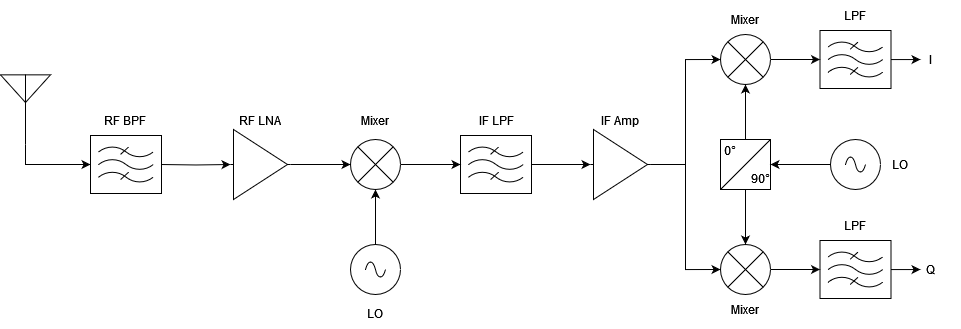 Mixer
LPF
I
RF BPF
RF LNA
Mixer
IF LPF
IF Amp
0°
90°
LO
LO
LPF
Q
Mixer